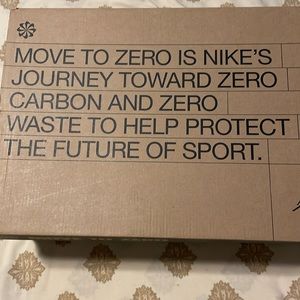 MOVE TO ZERO IS NIKE'S
JOURNEY TOWARD ZERO
CARBON AND ZERO
WASTE TO HELP PROTECT
THE FUTURE OF SPORT.